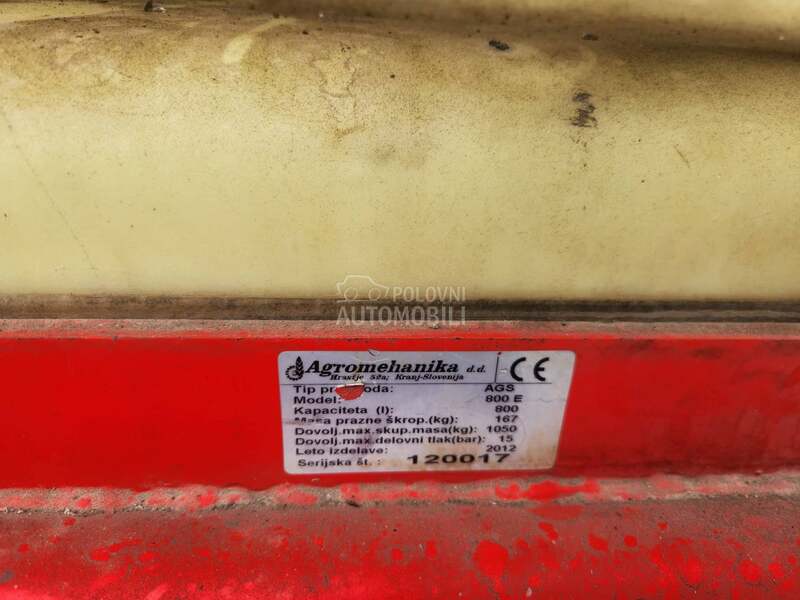 POLOVNI
AUTOMOBILI
Agromehanika d.d. CE
Hrastje 52a; Kranj-Slovenija
Tip pr oda: AGS
Model: 800 E
Kapaciteta (l): 800
Masa prazne škrop.(kg): 167
Dovolj.max.skup.masa(kg): 1050
Dovolj.max.delovni tlak(bar): 15
Leto izdelave: 2012
Serijska št.: 120017